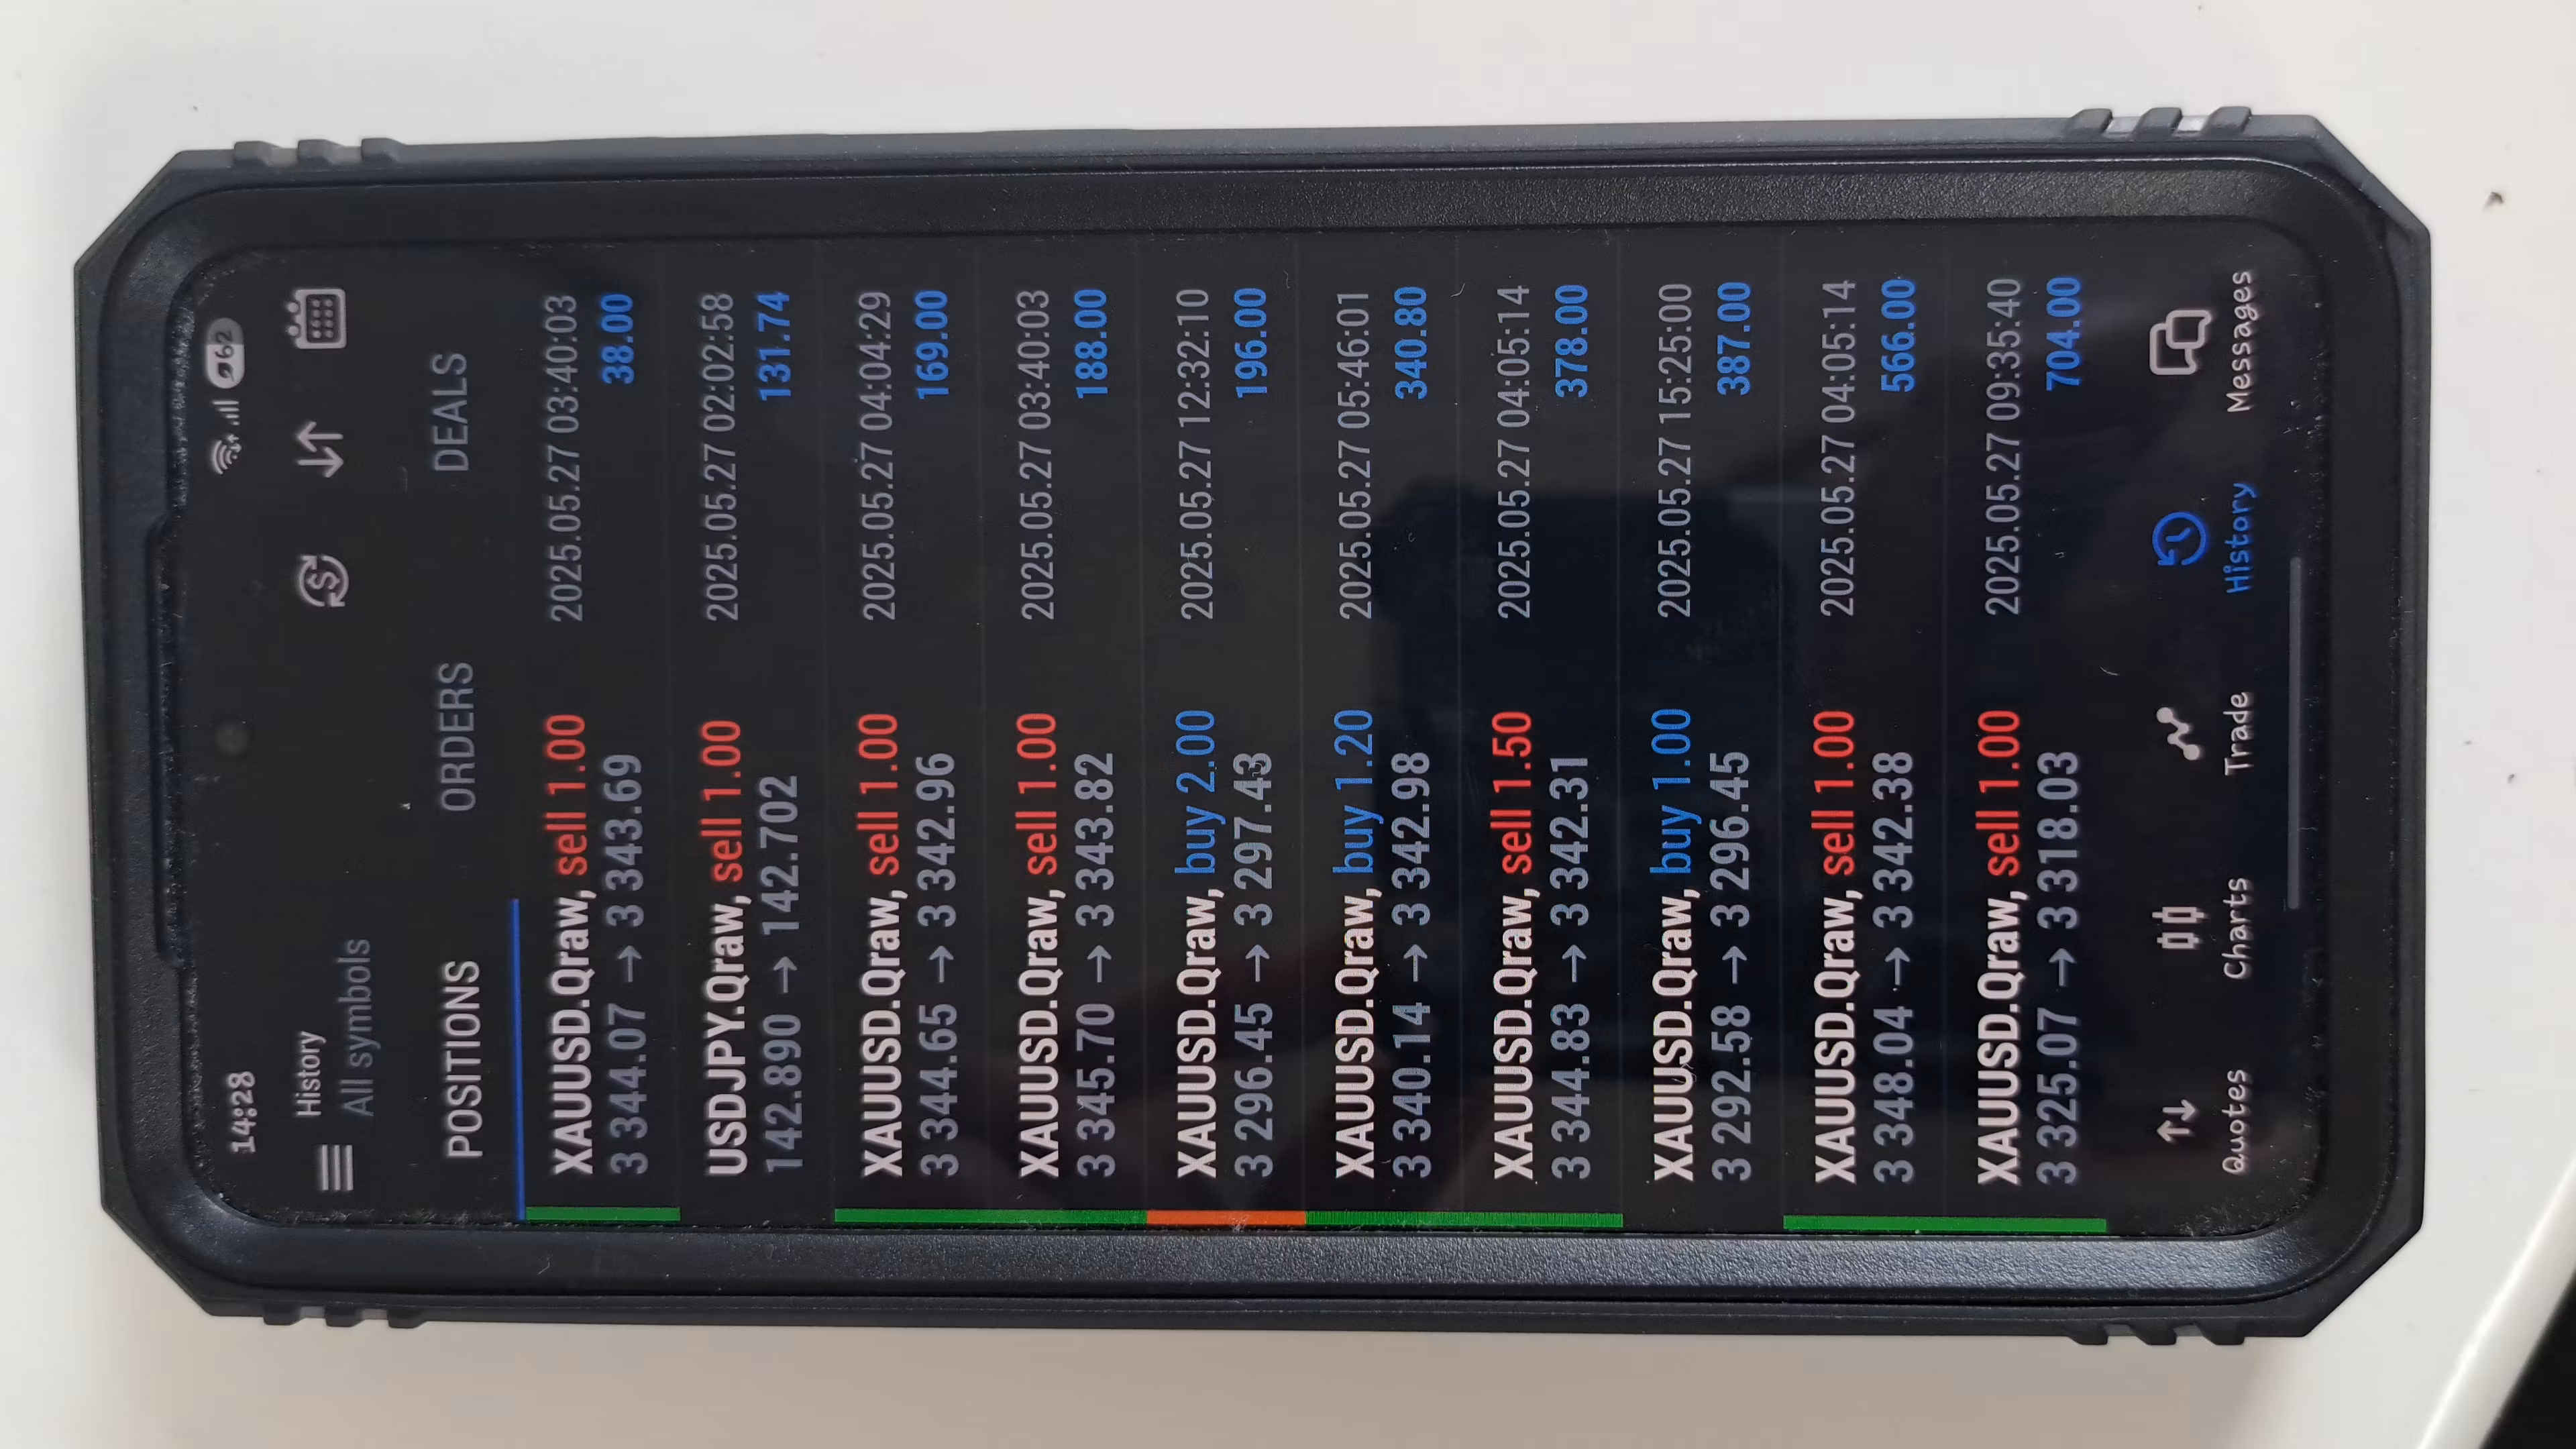 14:28
62
History
All symbols
POSITIONS ORDERS DEALS
XAUUSD.Qraw, sell 1.00 2025.05.27 03:40:03
3 344.07 → 3 343.69 38.00
USDJPY.Qraw, sell 1.00 2025.05.27 02:02:58
142.890 → 142.702 131.74
XAUUSD.Qraw, sell 1.00 2025.05.27 04:04:29
3 344.65 → 3 342.96 169.00
XAUUSD.Qraw, sell 1.00 2025.05.27 03:40:03
3 345.70 → 3 343.82 188.00
XAUUSD.Qraw, buy 2.00 2025.05.27 12:32:10
3 296.45 → 3 297.43 196.00
XAUUSD.Qraw, buy 1.20 2025.05.27 05:46:01
3 340.14 → 3 342.98 340.80
XAUUSD.Qraw, sell 1.50 2025.05.27 04:05:14
3 344.83 → 3 342.31 378.00
XAUUSD.Qraw, buy 1.00 2025.05.27 15:25:00
3 292.58 → 3 296.45 387.00
XAUUSD.Qraw, sell 1.00 2025.05.27 04:05:14
3 348.04 → 3 342.38 566.00
XAUUSD.Qraw, sell 1.00 2025.05.27 09:35:40
3 325.07 → 3 318.03 704.00
Quotes Charts Trade History Messages